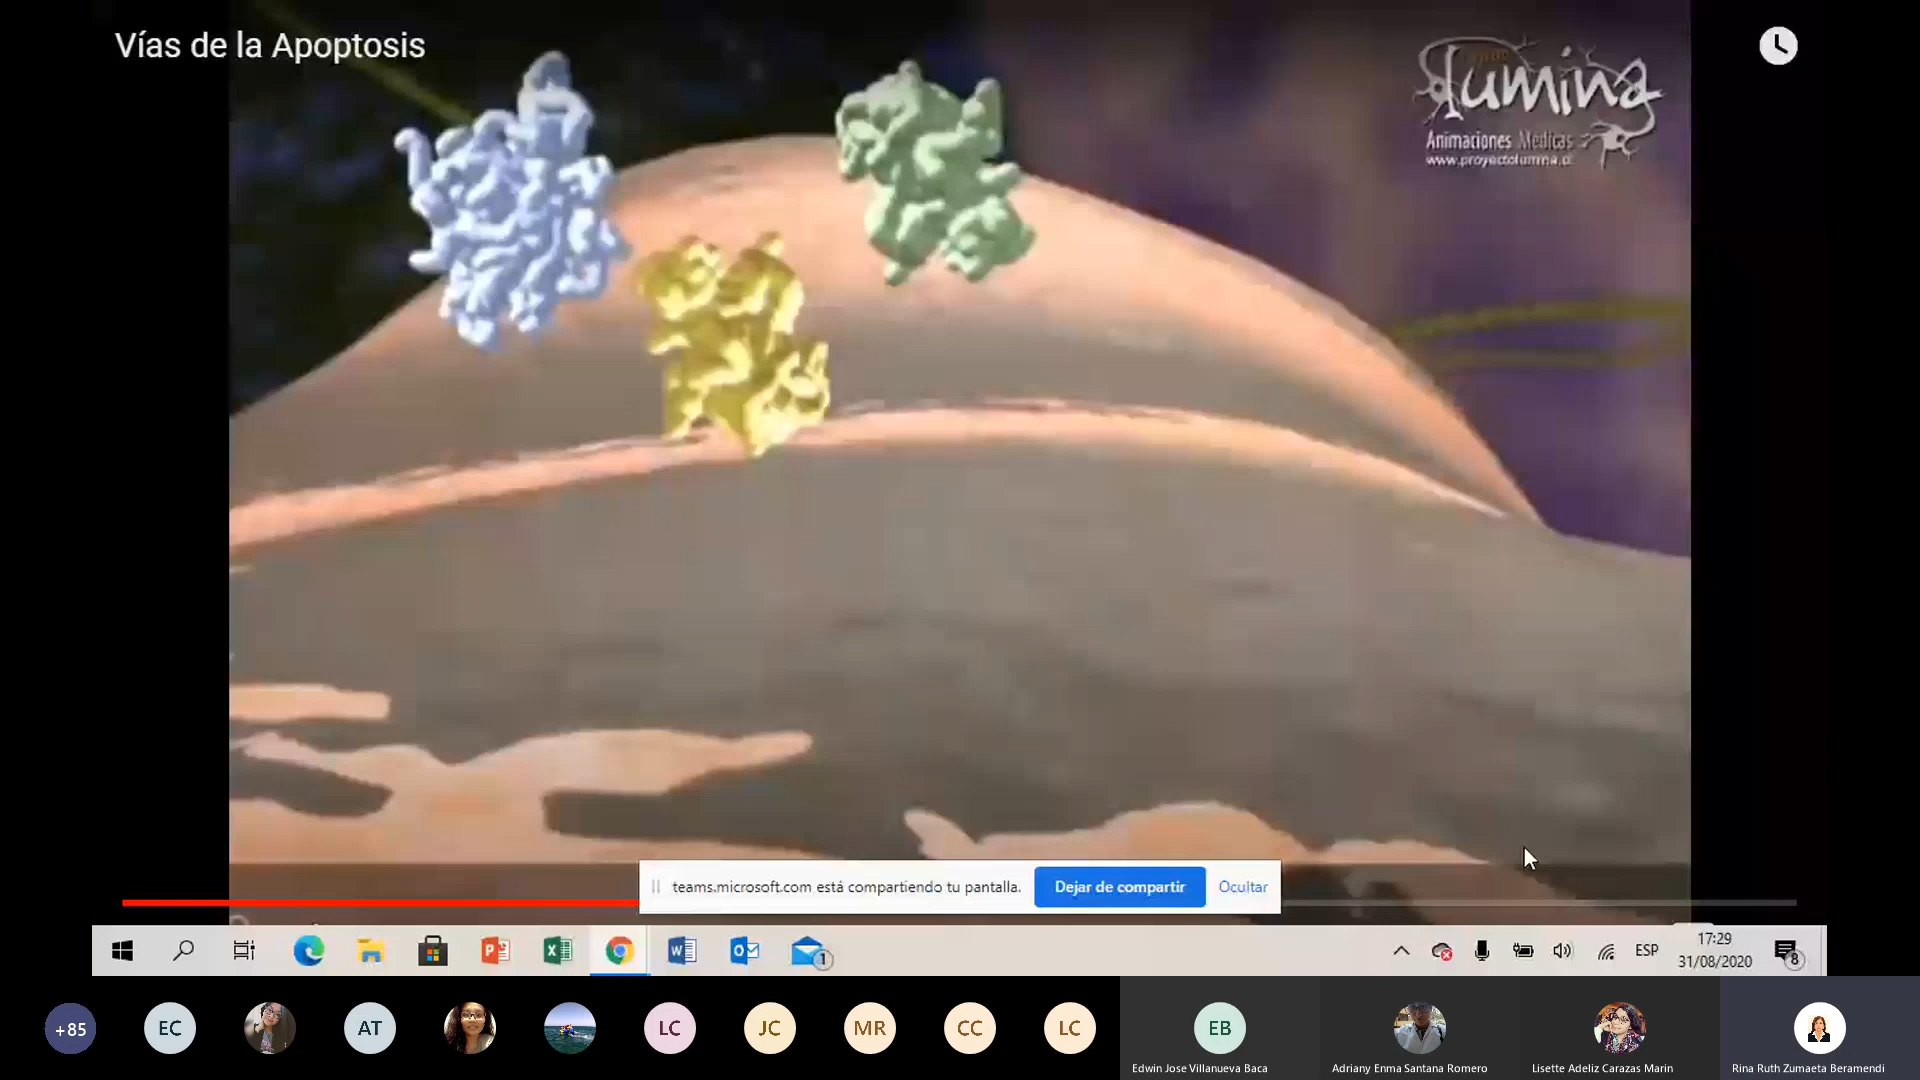 Vías de la Apoptosis
Lumina
Animaciones Medicas
www.proyectolumina.cl
teams.microsoft.com está compartiendo tu pantalla.
Dejar de compartir
Ocultar
1
ESP
17:29
31/08/2020
8
+85
EC
AT
LC
JC
MR
CC
LC
EB
Edwin Jose Villanueva Baca
Adriany Enma Santana Romero
Lisette Adeliz Carazas Marin
Rina Ruth Zumaeta Beramendi